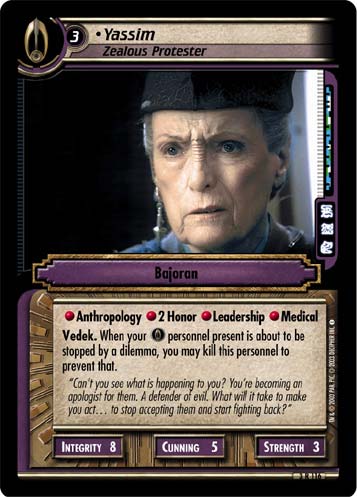 3
• Yassim
Zealous Protester
Bajoran
• Anthropology • 2 Honor • Leadership • Medical
Vedek. When your personnel present is about to be
stopped by a dilemma, you may kill this personnel to
prevent that.
"Can't you see what is happening to you? You're becoming an
apologist for them. A defender of evil. What will it take to make
you act... to stop accepting them and start fighting back?"
INTEGRITY 8 CUNNING 5 STRENGTH 3
3 R 116